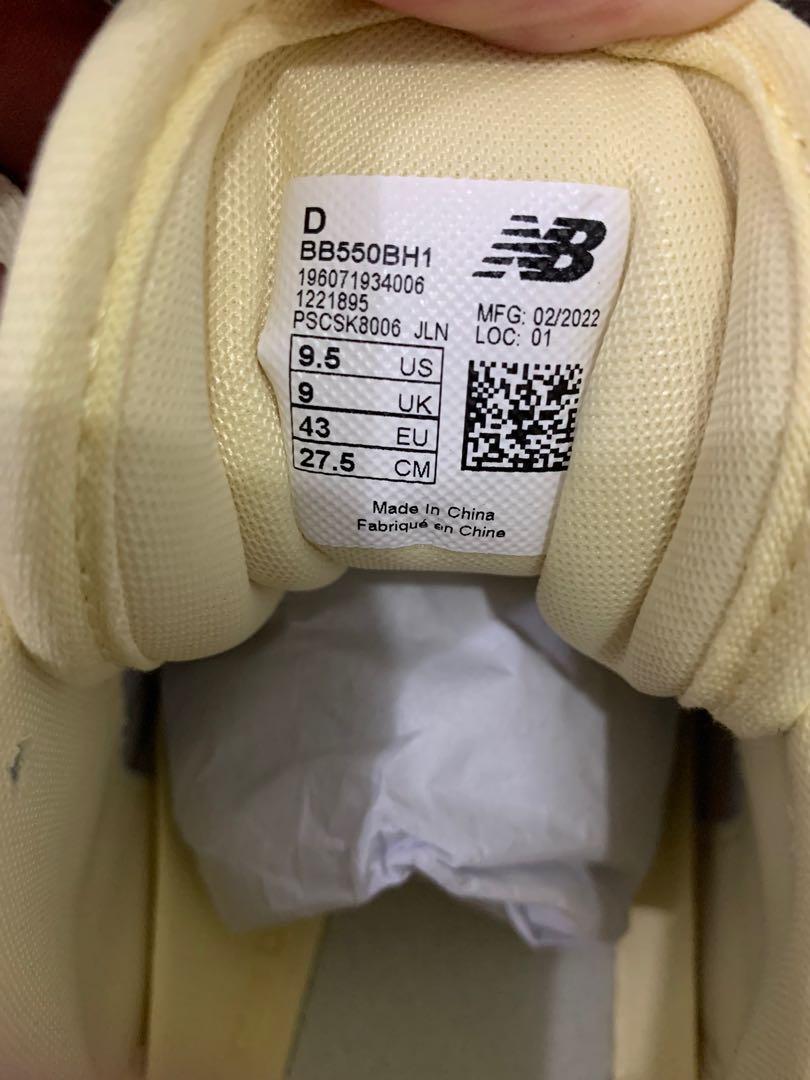 D
BB550BH1
196071934006
1221895
PSCSK8006 JLN
NB
MFG: 02/2022
LOC: 01
9.5 US
9 UK
43 EU
27.5 CM
Made In China
Fabriqué en Chine